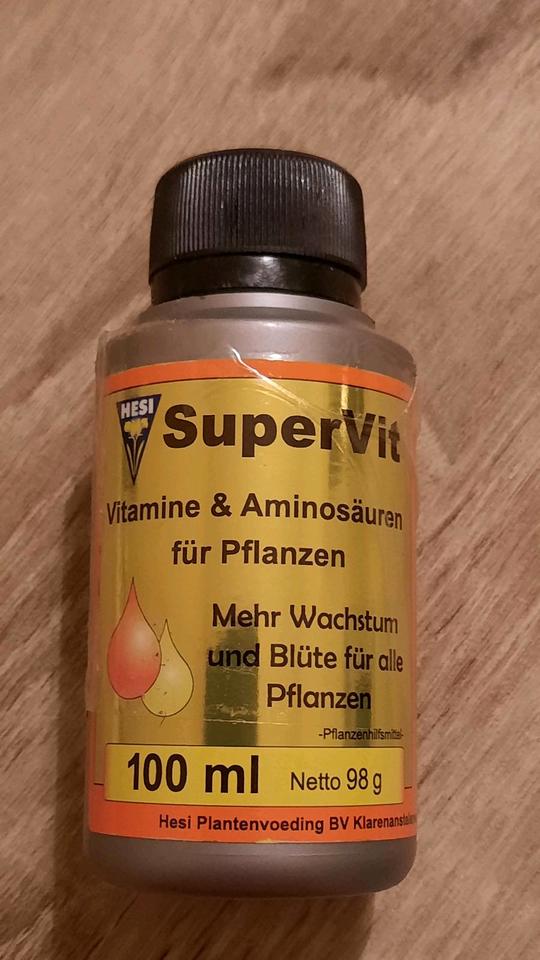 HESI
SuperVit
Vitamine & Aminosäuren
für Pflanzen
Mehr Wachstum
und Blüte für alle
Pflanzen
-Pflanzenhilfsmittel-
100 ml Netto 98 g
Hesi Plantenvoeding BV